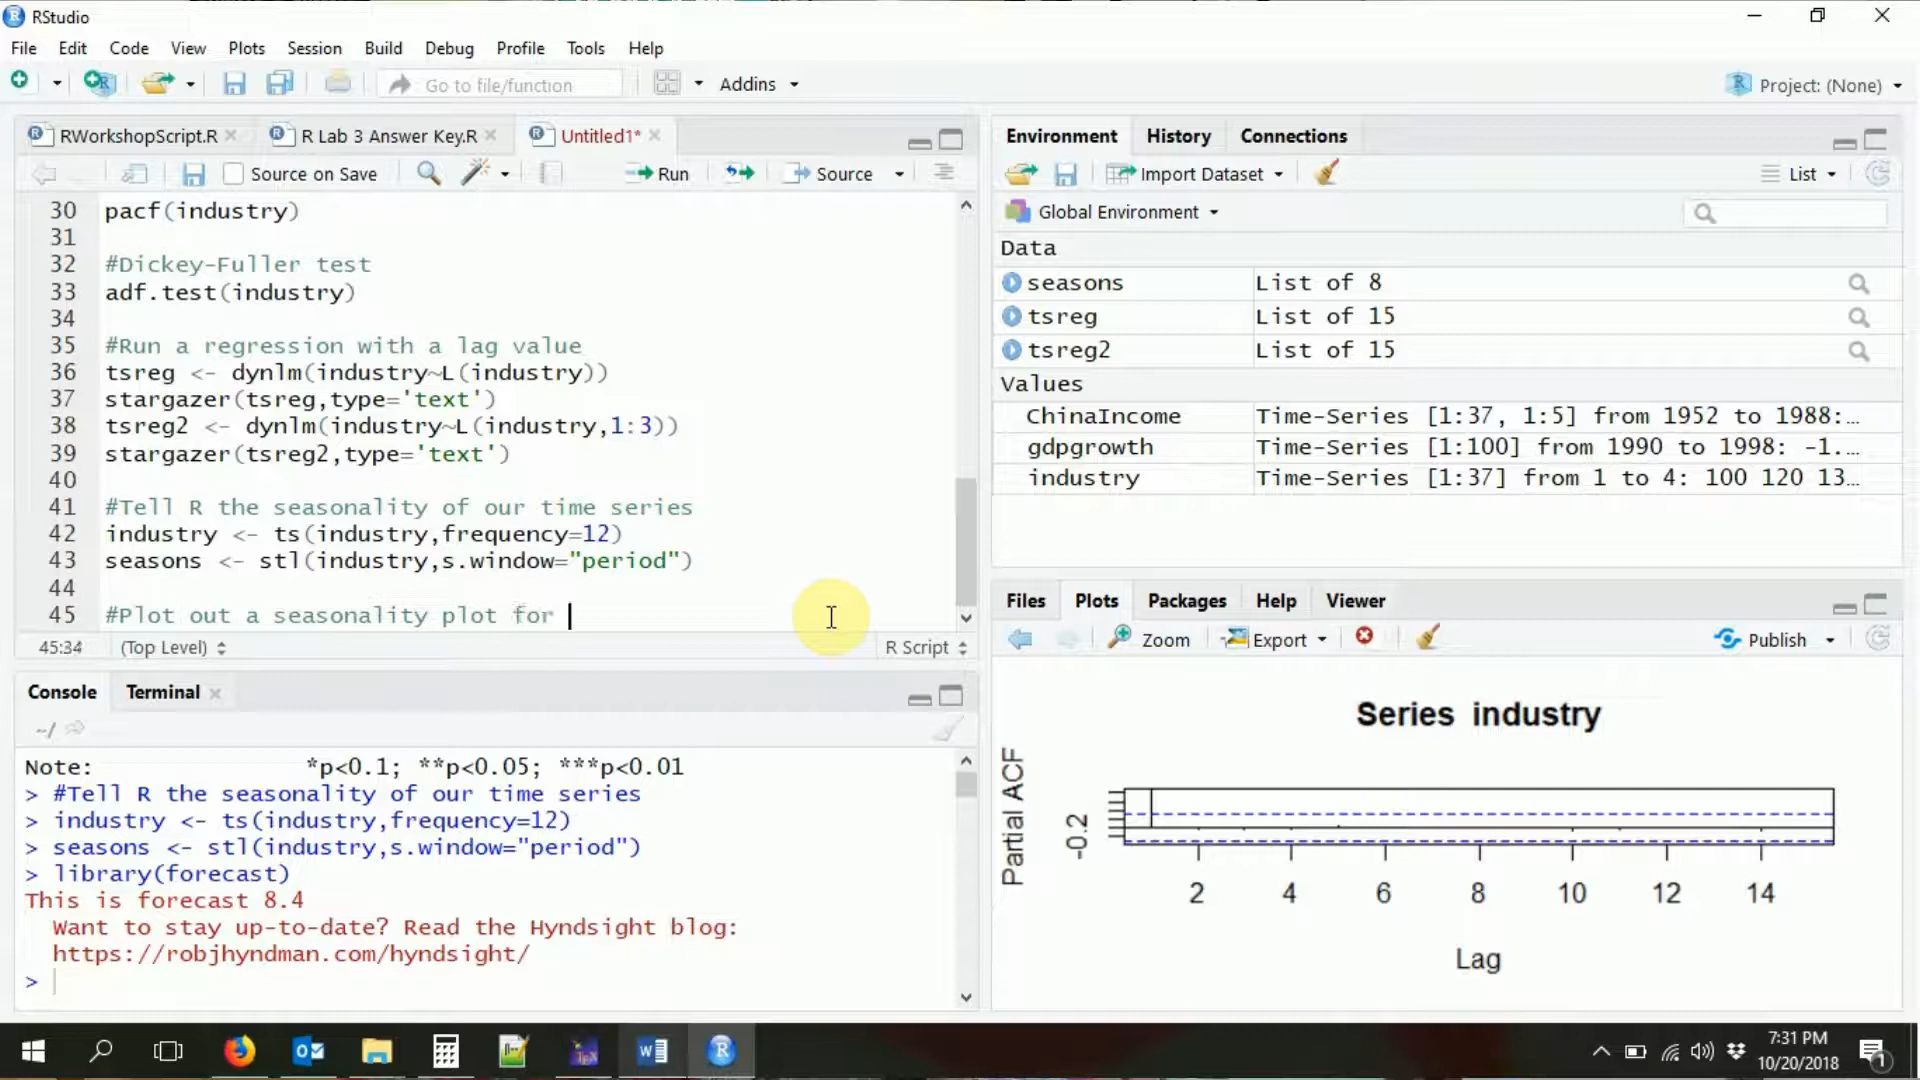 RStudio
File Edit Code View Plots Session Build Debug Profile Tools Help
Go to file/function Addins Project: (None)
RWorkshopScript.R R Lab 3 Answer Key.R Untitled1*
Source on Save Run Source
30 pacf(industry)
31
32 #Dickey-Fuller test
33 adf.test(industry)
34
35 #Run a regression with a lag value
36 tsreg <- dynlm(industry~L(industry))
37 stargazer(tsreg,type='text')
38 tsreg2 <- dynlm(industry~L(industry,1:3))
39 stargazer(tsreg2,type='text')
40
41 #Tell R the seasonality of our time series
42 industry <- ts(industry,frequency=12)
43 seasons <- stl(industry,s.window="period")
44
45 #Plot out a seasonality plot for
45:34 (Top Level) R Script
Console Terminal
~/
Note: *p<0.1; **p<0.05; ***p<0.01
> #Tell R the seasonality of our time series
> industry <- ts(industry,frequency=12)
> seasons <- stl(industry,s.window="period")
> library(forecast)
This is forecast 8.4
Want to stay up-to-date? Read the Hyndsight blog:
https://robjhyndman.com/hyndsight/
>
Environment History Connections
Import Dataset List
Global Environment
Data
seasons List of 8
tsreg List of 15
tsreg2 List of 15
Values
ChinaIncome Time-Series [1:37, 1:5] from 1952 to 1988:…
gdpgrowth Time-Series [1:100] from 1990 to 1998: -1.…
industry Time-Series [1:37] from 1 to 4: 100 120 13…
Files Plots Packages Help Viewer
Zoom Export Publish
Series industry
Partial ACF
-0.2
2 4 6 8 10 12 14
Lag
7:31 PM
10/20/2018
1